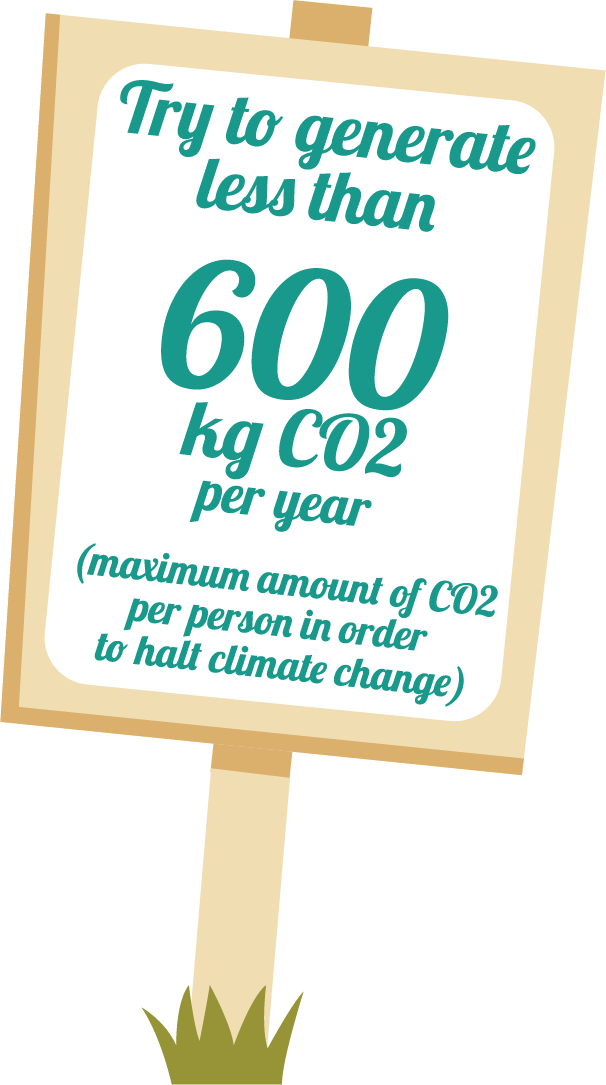 Try to generate
less than
600
kg CO2
per year
(maximum amount of CO2
per person in order
to halt climate change)